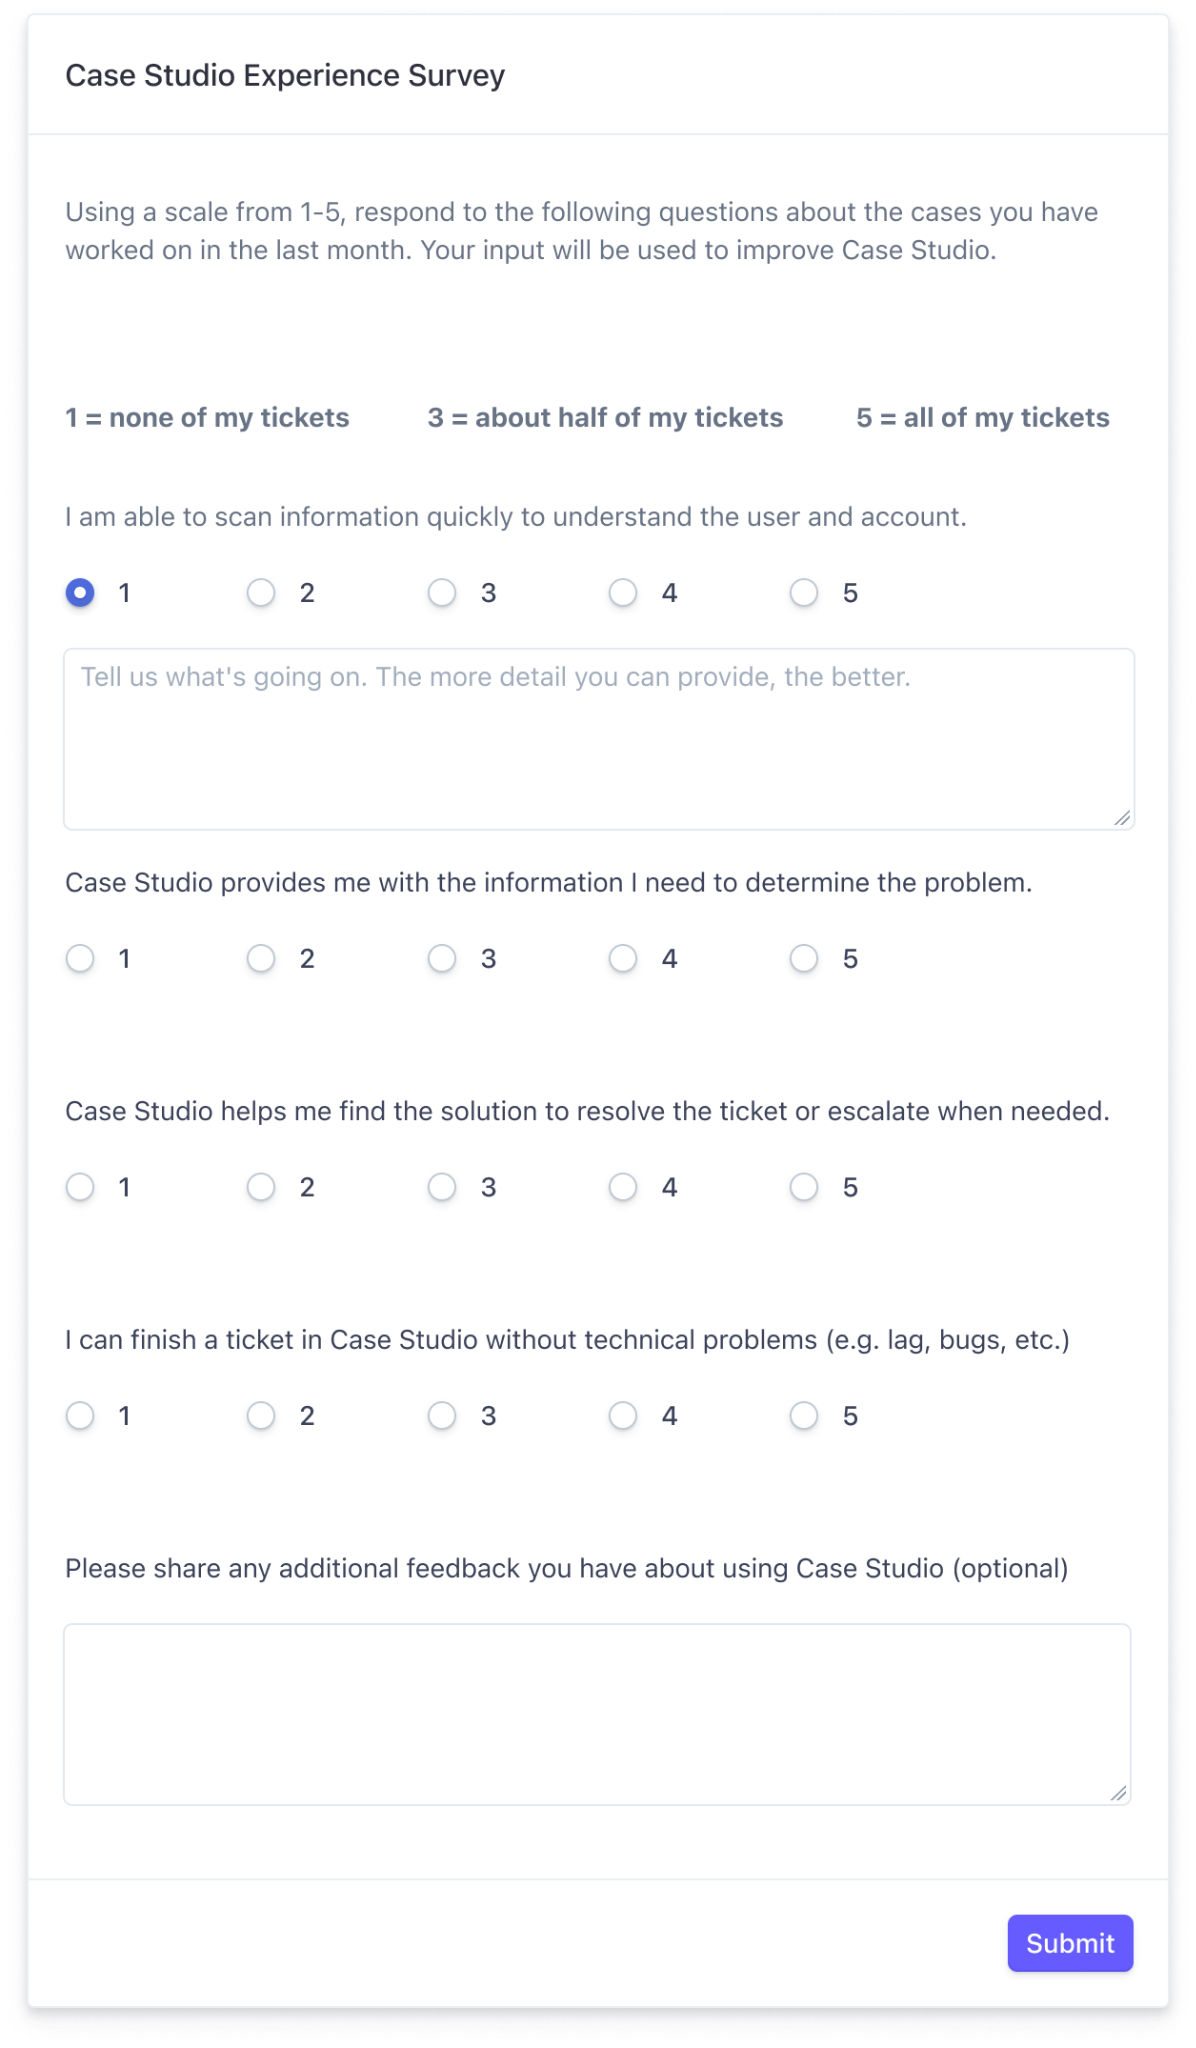 Case Studio Experience Survey
Using a scale from 1-5, respond to the following questions about the cases you have
worked on in the last month. Your input will be used to improve Case Studio.
1 = none of my tickets 3 = about half of my tickets 5 = all of my tickets
I am able to scan information quickly to understand the user and account.
1 2 3 4 5
Tell us what's going on. The more detail you can provide, the better.
Case Studio provides me with the information I need to determine the problem.
1 2 3 4 5
Case Studio helps me find the solution to resolve the ticket or escalate when needed.
1 2 3 4 5
I can finish a ticket in Case Studio without technical problems (e.g. lag, bugs, etc.)
1 2 3 4 5
Please share any additional feedback you have about using Case Studio (optional)
Submit